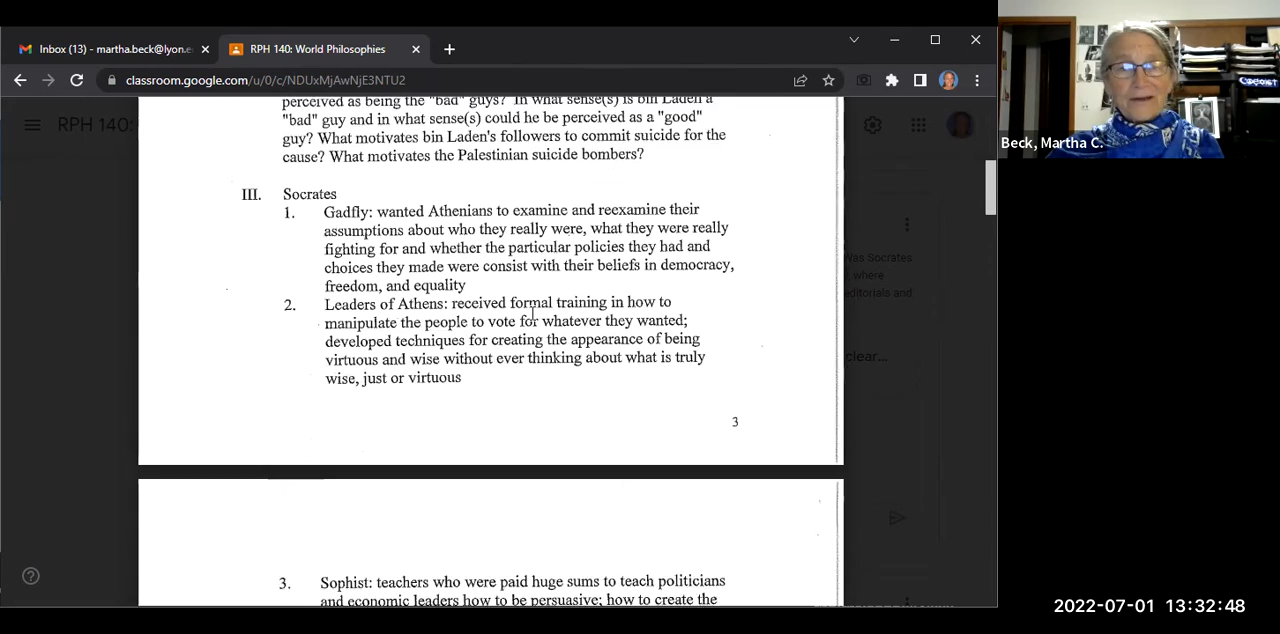 Inbox (13) - martha.beck@lyon.e
RPH 140: World Philosophies
classroom.google.com/u/0/c/NDUxMjAwNjE3NTU2
RPH 140:
perceived as being the "bad" guys? In what sense(s) is bin Laden a
"bad" guy and in what sense(s) could he be perceived as a "good"
guy? What motivates bin Laden's followers to commit suicide for the
cause? What motivates the Palestinian suicide bombers?
III. Socrates
1. Gadfly: wanted Athenians to examine and reexamine their
assumptions about who they really were, what they were really
fighting for and whether the particular policies they had and
choices they made were consist with their beliefs in democracy,
freedom, and equality
2. Leaders of Athens: received formal training in how to
manipulate the people to vote for whatever they wanted;
developed techniques for creating the appearance of being
virtuous and wise without ever thinking about what is truly
wise, just or virtuous
3
3. Sophist: teachers who were paid huge sums to teach politicians
and economic leaders how to be persuasive; how to create the
Was Socrates
where
editorials and
clear...
COEXIST
Beck, Martha C.
2022-07-01 13:32:48